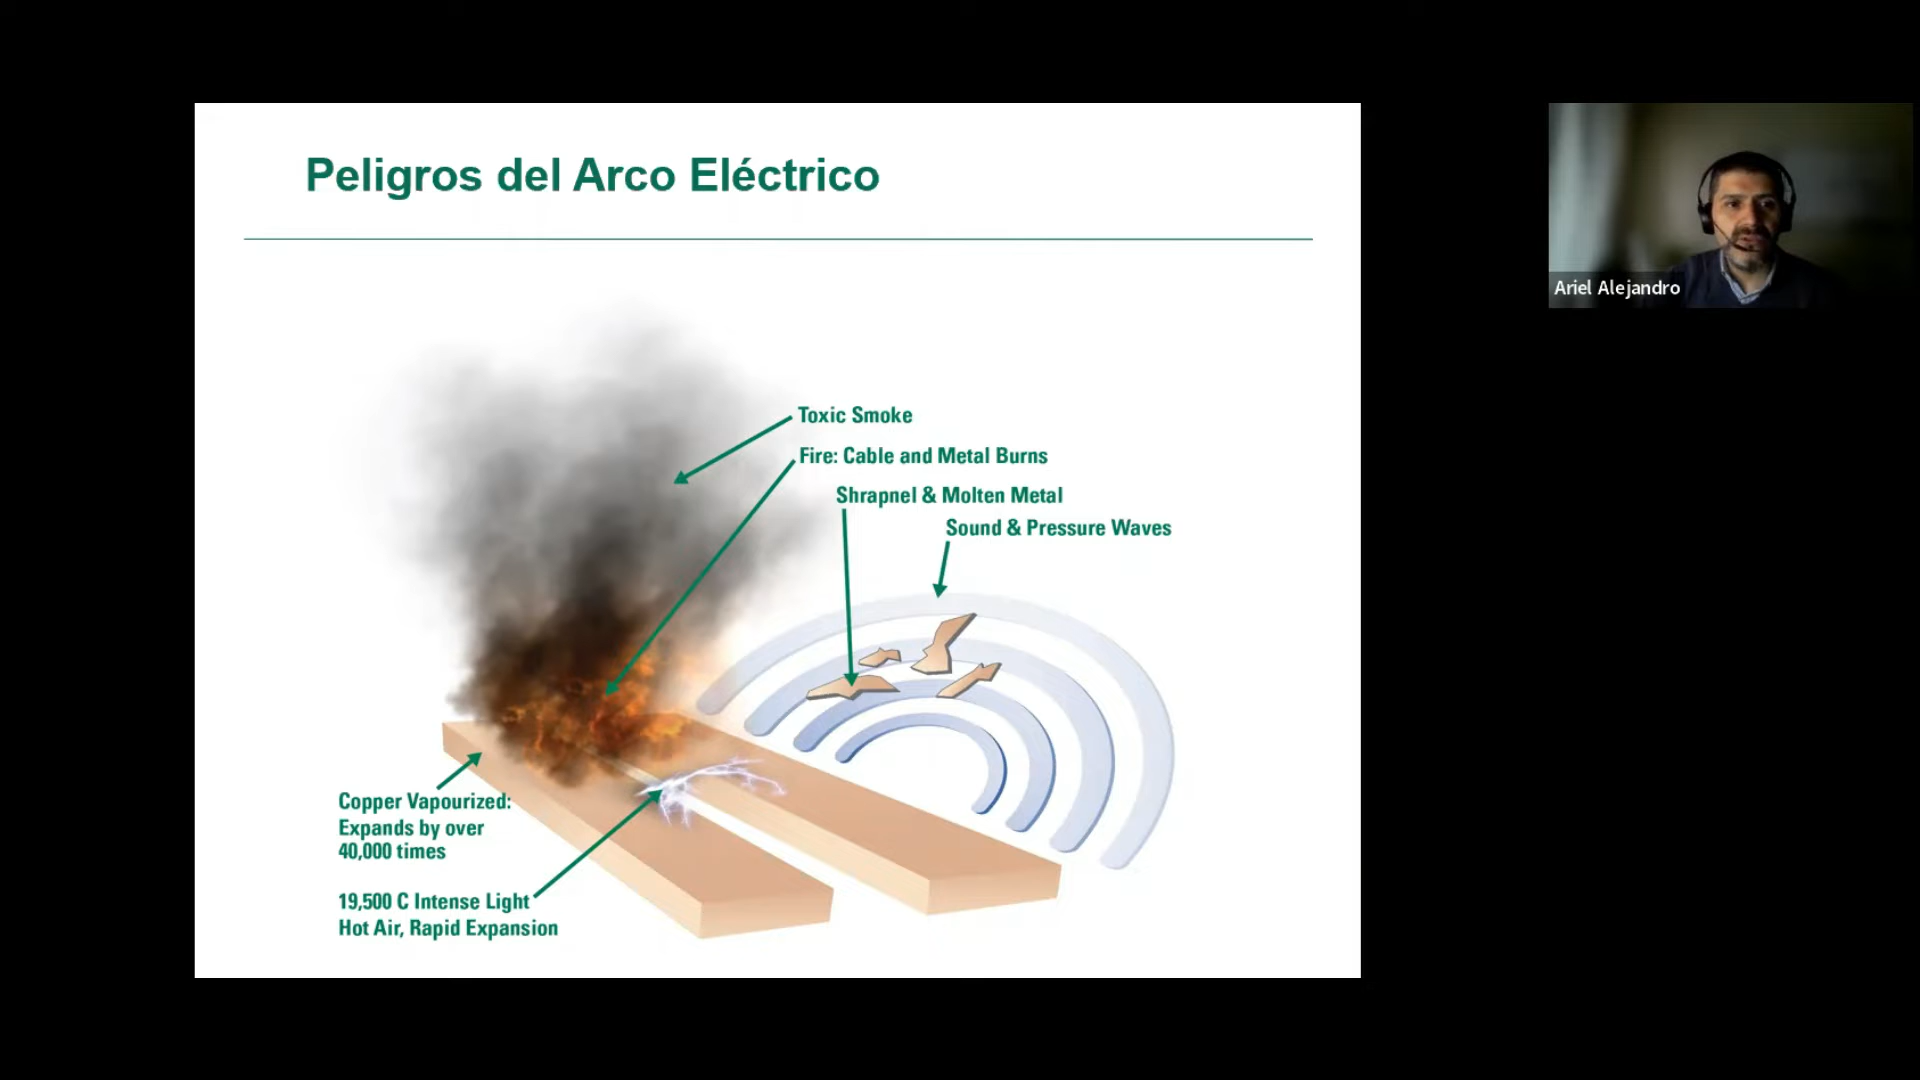 Peligros del Arco Eléctrico
Ariel Alejandro
Toxic Smoke
Fire: Cable and Metal Burns
Shrapnel & Molten Metal
Sound & Pressure Waves
Copper Vapourized:
Expands by over
40,000 times
19,500 C Intense Light
Hot Air, Rapid Expansion